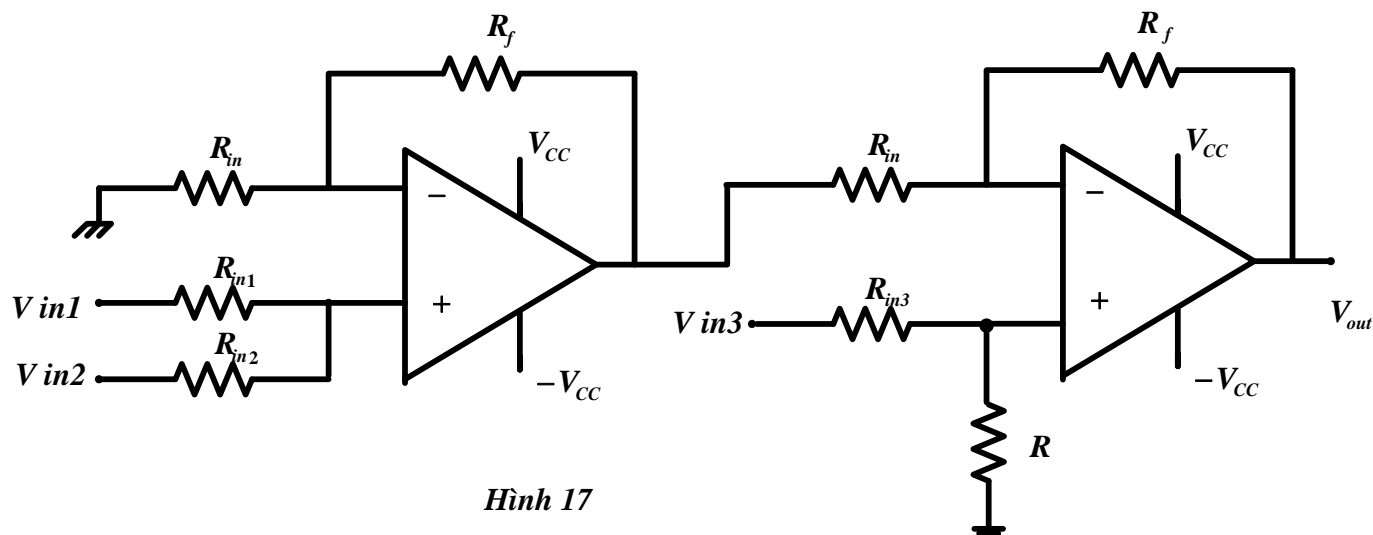 R_f
R_f
V_CC
V_CC
R_in
R_in
−
−
R_in1
V in1
+
R_in3
+
V in3
V_out
R_in2
V in2
−V_CC
−V_CC
R
Hình 17